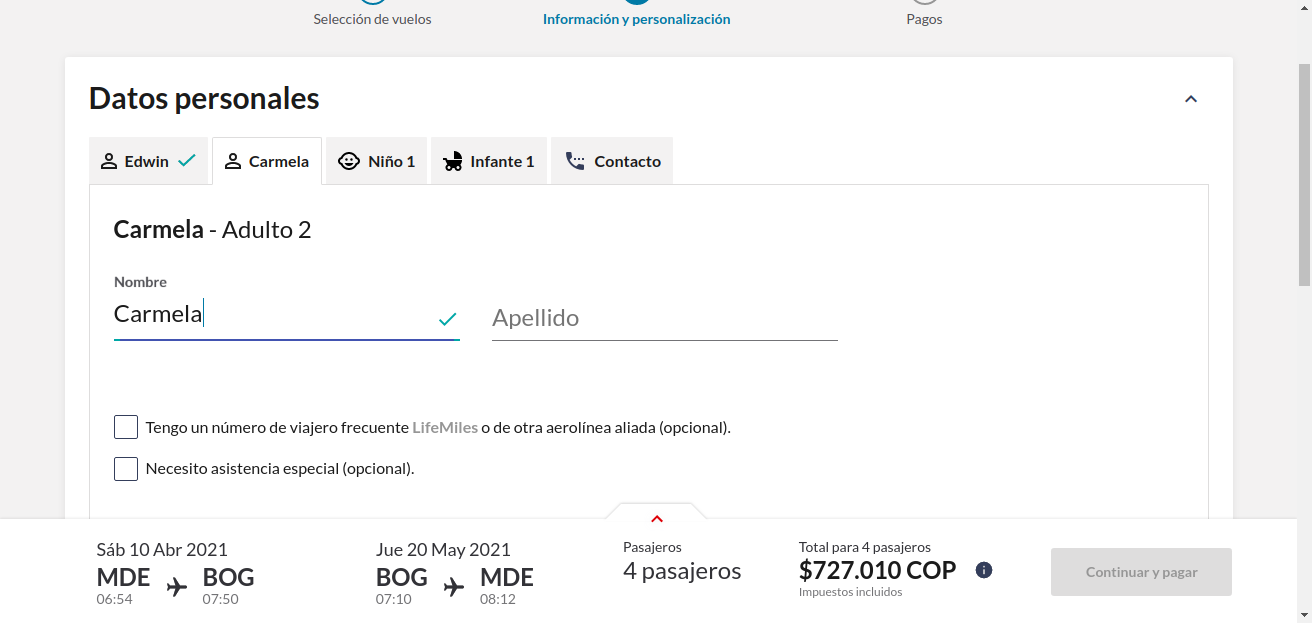 Selección de vuelos
Información y personalización
Pagos
Datos personales
Edwin
Carmela
Niño 1
Infante 1
Contacto
Carmela - Adulto 2
Nombre
Carmela
Apellido
Tengo un número de viajero frecuente LifeMiles o de otra aerolínea aliada (opcional).
Necesito asistencia especial (opcional).
Sáb 10 Abr 2021
MDE BOG
06:54 07:50
Jue 20 May 2021
BOG MDE
07:10 08:12
Pasajeros
4 pasajeros
Total para 4 pasajeros
$727.010 COP
Impuestos incluidos
Continuar y pagar